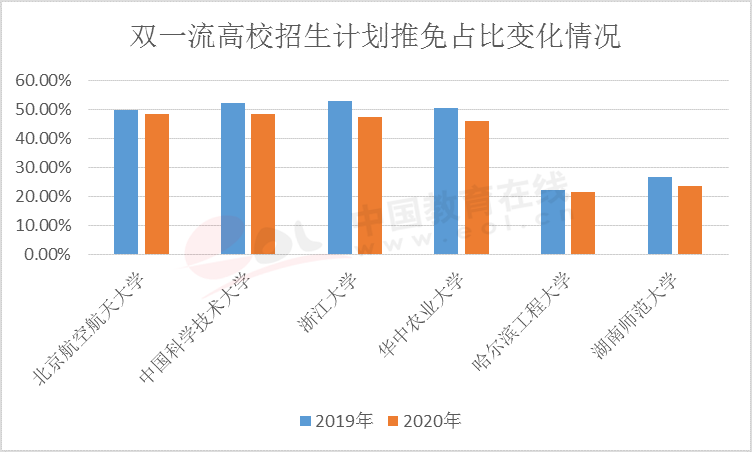 双一流高校招生计划推免占比变化情况
60.00%
50.00%
40.00%
30.00%
20.00%
10.00%
0.00%
eol 中国教育在线
www.eol.cn
北京航空航天大学
中国科学技术大学
浙江大学
华中农业大学
哈尔滨工程大学
湖南师范大学
2019年 2020年